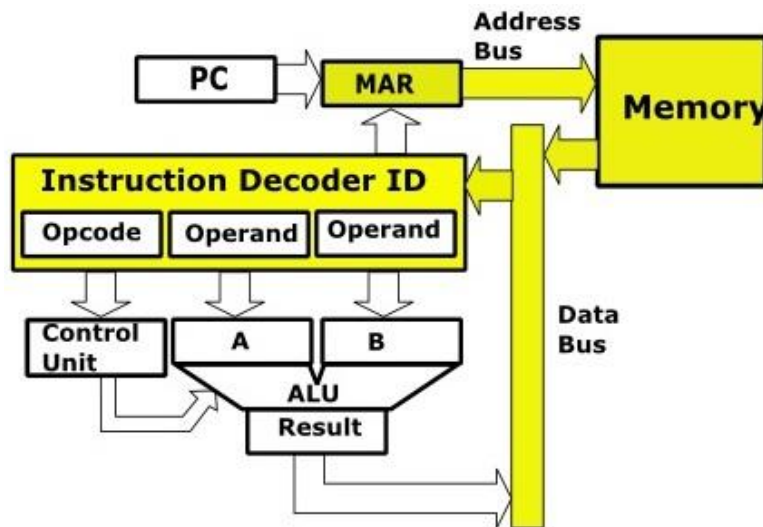 Address
Bus
PC
MAR
Memory
Instruction Decoder ID
Opcode
Operand
Operand
Control
Unit
A
B
ALU
Result
Data
Bus